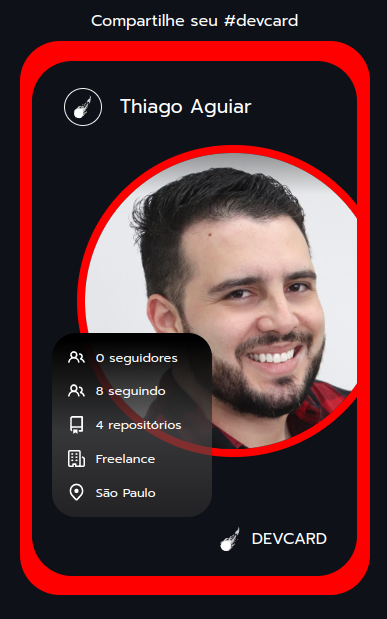 Compartilhe seu #devcard
Thiago Aguiar
0 seguidores
8 seguindo
4 repositórios
Freelance
São Paulo
DEVCARD